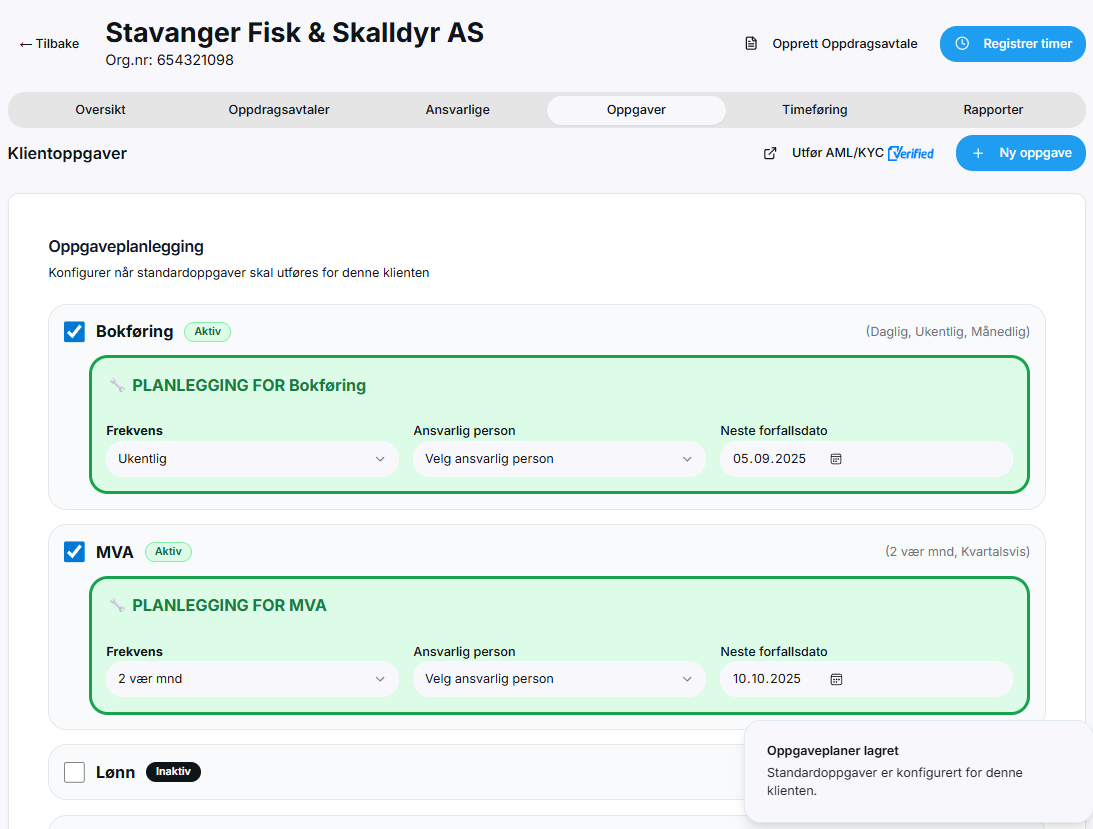 ← Tilbake
Stavanger Fisk & Skalldyr AS
Org.nr: 654321098
Opprett Oppdragsavtale
Registrer timer
Oversikt
Oppdragsavtaler
Ansvarlige
Oppgaver
Timeføring
Rapporter
Klientoppgaver
Utfør AML/KYC Verified
+ Ny oppgave
Oppgaveplanlegging
Konfigurer når standardoppgaver skal utføres for denne klienten
Bokføring
Aktiv
(Daglig, Ukentlig, Månedlig)
PLANLEGGING FOR Bokføring
Frekvens
Ansvarlig person
Neste forfallsdato
Ukentlig
Velg ansvarlig person
05.09.2025
MVA
Aktiv
(2 vær mnd, Kvartalsvis)
PLANLEGGING FOR MVA
Frekvens
Ansvarlig person
Neste forfallsdato
2 vær mnd
Velg ansvarlig person
10.10.2025
Lønn
Inaktiv
Oppgaveplaner lagret
Standardoppgaver er konfigurert for denne
klienten.